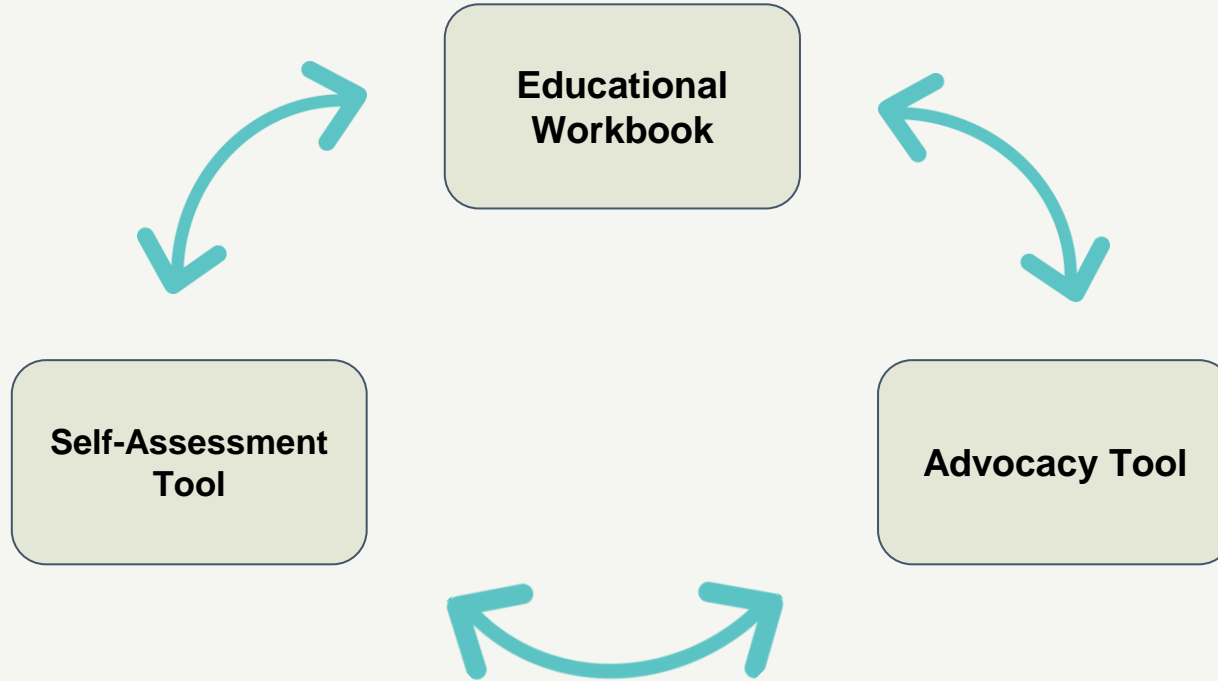 Educational
Workbook
Self-Assessment
Tool
Advocacy Tool